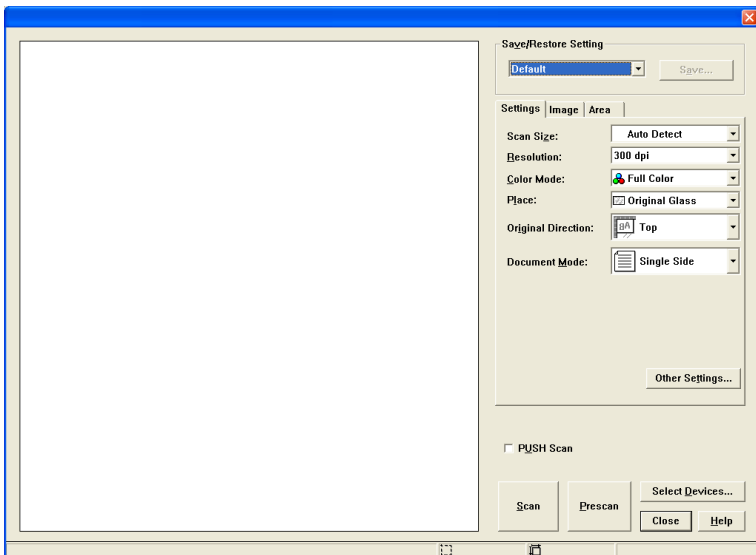 Save/Restore Setting
Default
Save...
Settings
Image
Area
Scan Size:
Auto Detect
Resolution:
300 dpi
Color Mode:
Full Color
Place:
Original Glass
Original Direction:
Top
Document Mode:
Single Side
Other Settings...
PUSH Scan
Scan
Prescan
Select Devices...
Close
Help